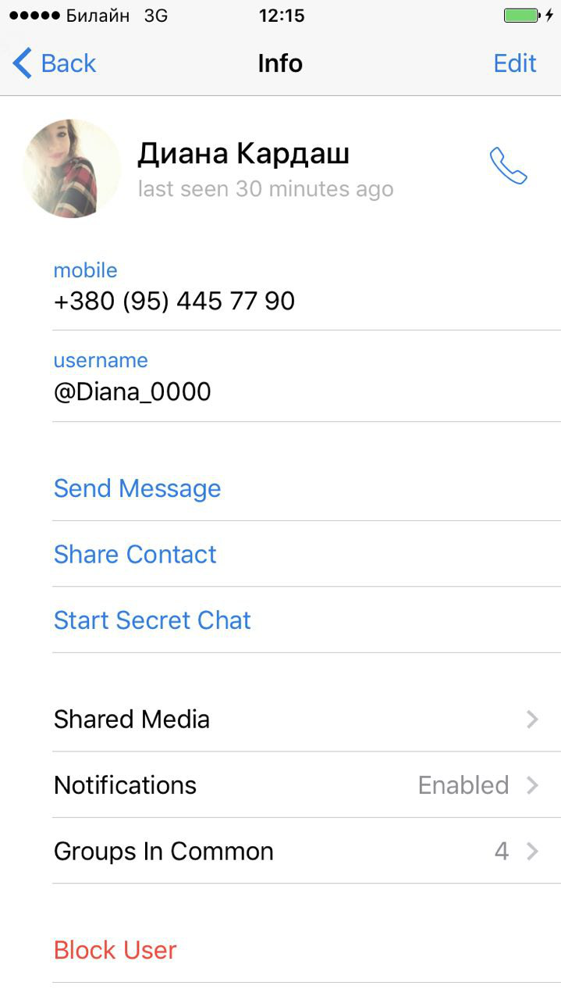 Билайн 3G 12:15
Back Info Edit
Диана Кардаш
last seen 30 minutes ago
mobile
+380 (95) 445 77 90
username
@Diana_0000
Send Message
Share Contact
Start Secret Chat
Shared Media
Notifications Enabled
Groups In Common 4
Block User